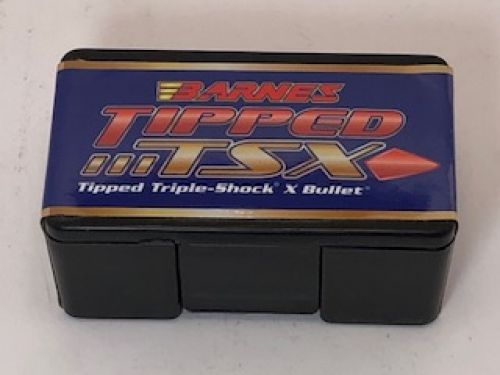 BARNES
TIPPED
TSX
Tipped Triple-Shock® X Bullet®